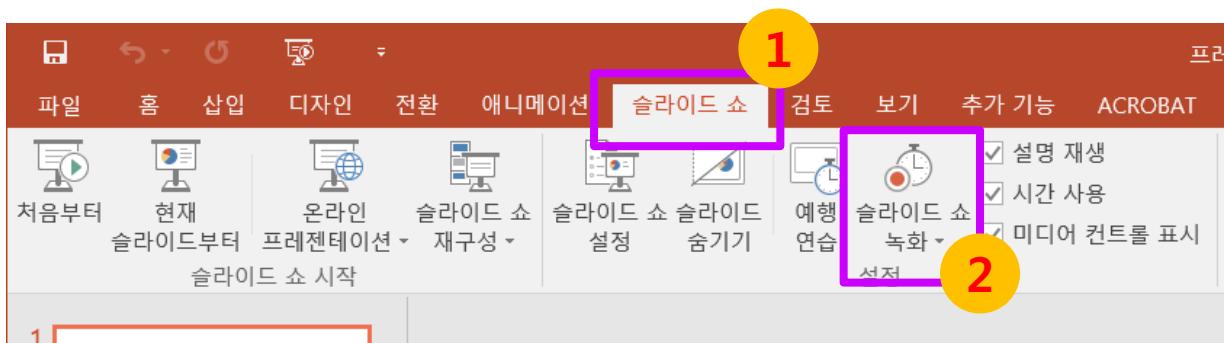 1
프레
파일 홈 삽입 디자인 전환 애니메이션 슬라이드 쇼 검토 보기 추가 기능 ACROBAT
처음부터
현재
슬라이드부터
온라인
프레젠테이션
슬라이드 쇼
재구성
슬라이드 쇼
설정
슬라이드
숨기기
예행
연습
슬라이드 쇼
녹화
설명 재생
시간 사용
미디어 컨트롤 표시
슬라이드 쇼 시작
설정
2
1